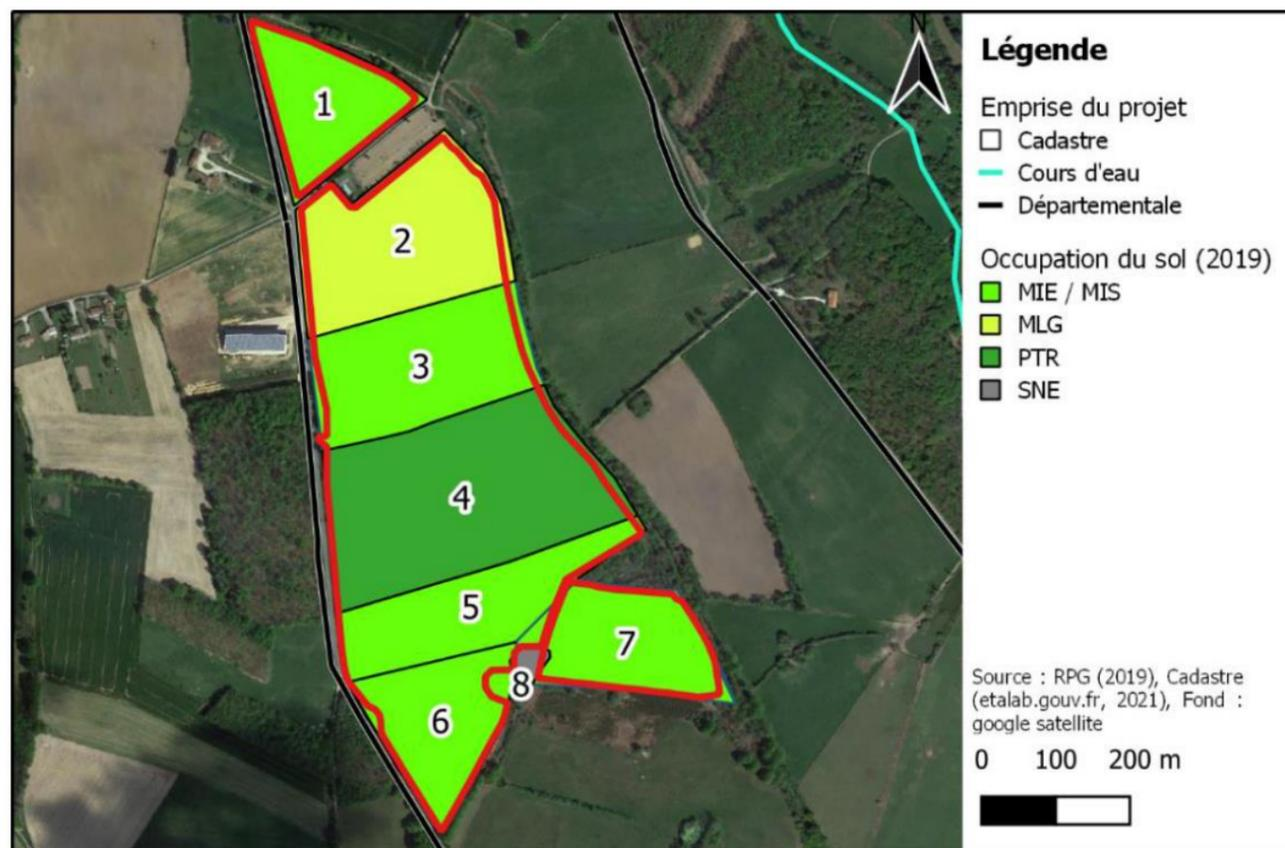 1
2
3
4
5
6
7
8
N
Légende
Emprise du projet
Cadastre
Cours d'eau
Départementale
Occupation du sol (2019)
MIE / MIS
MLG
PTR
SNE
Source : RPG (2019), Cadastre
(etalab.gouv.fr, 2021), Fond :
google satellite
0 100 200 m